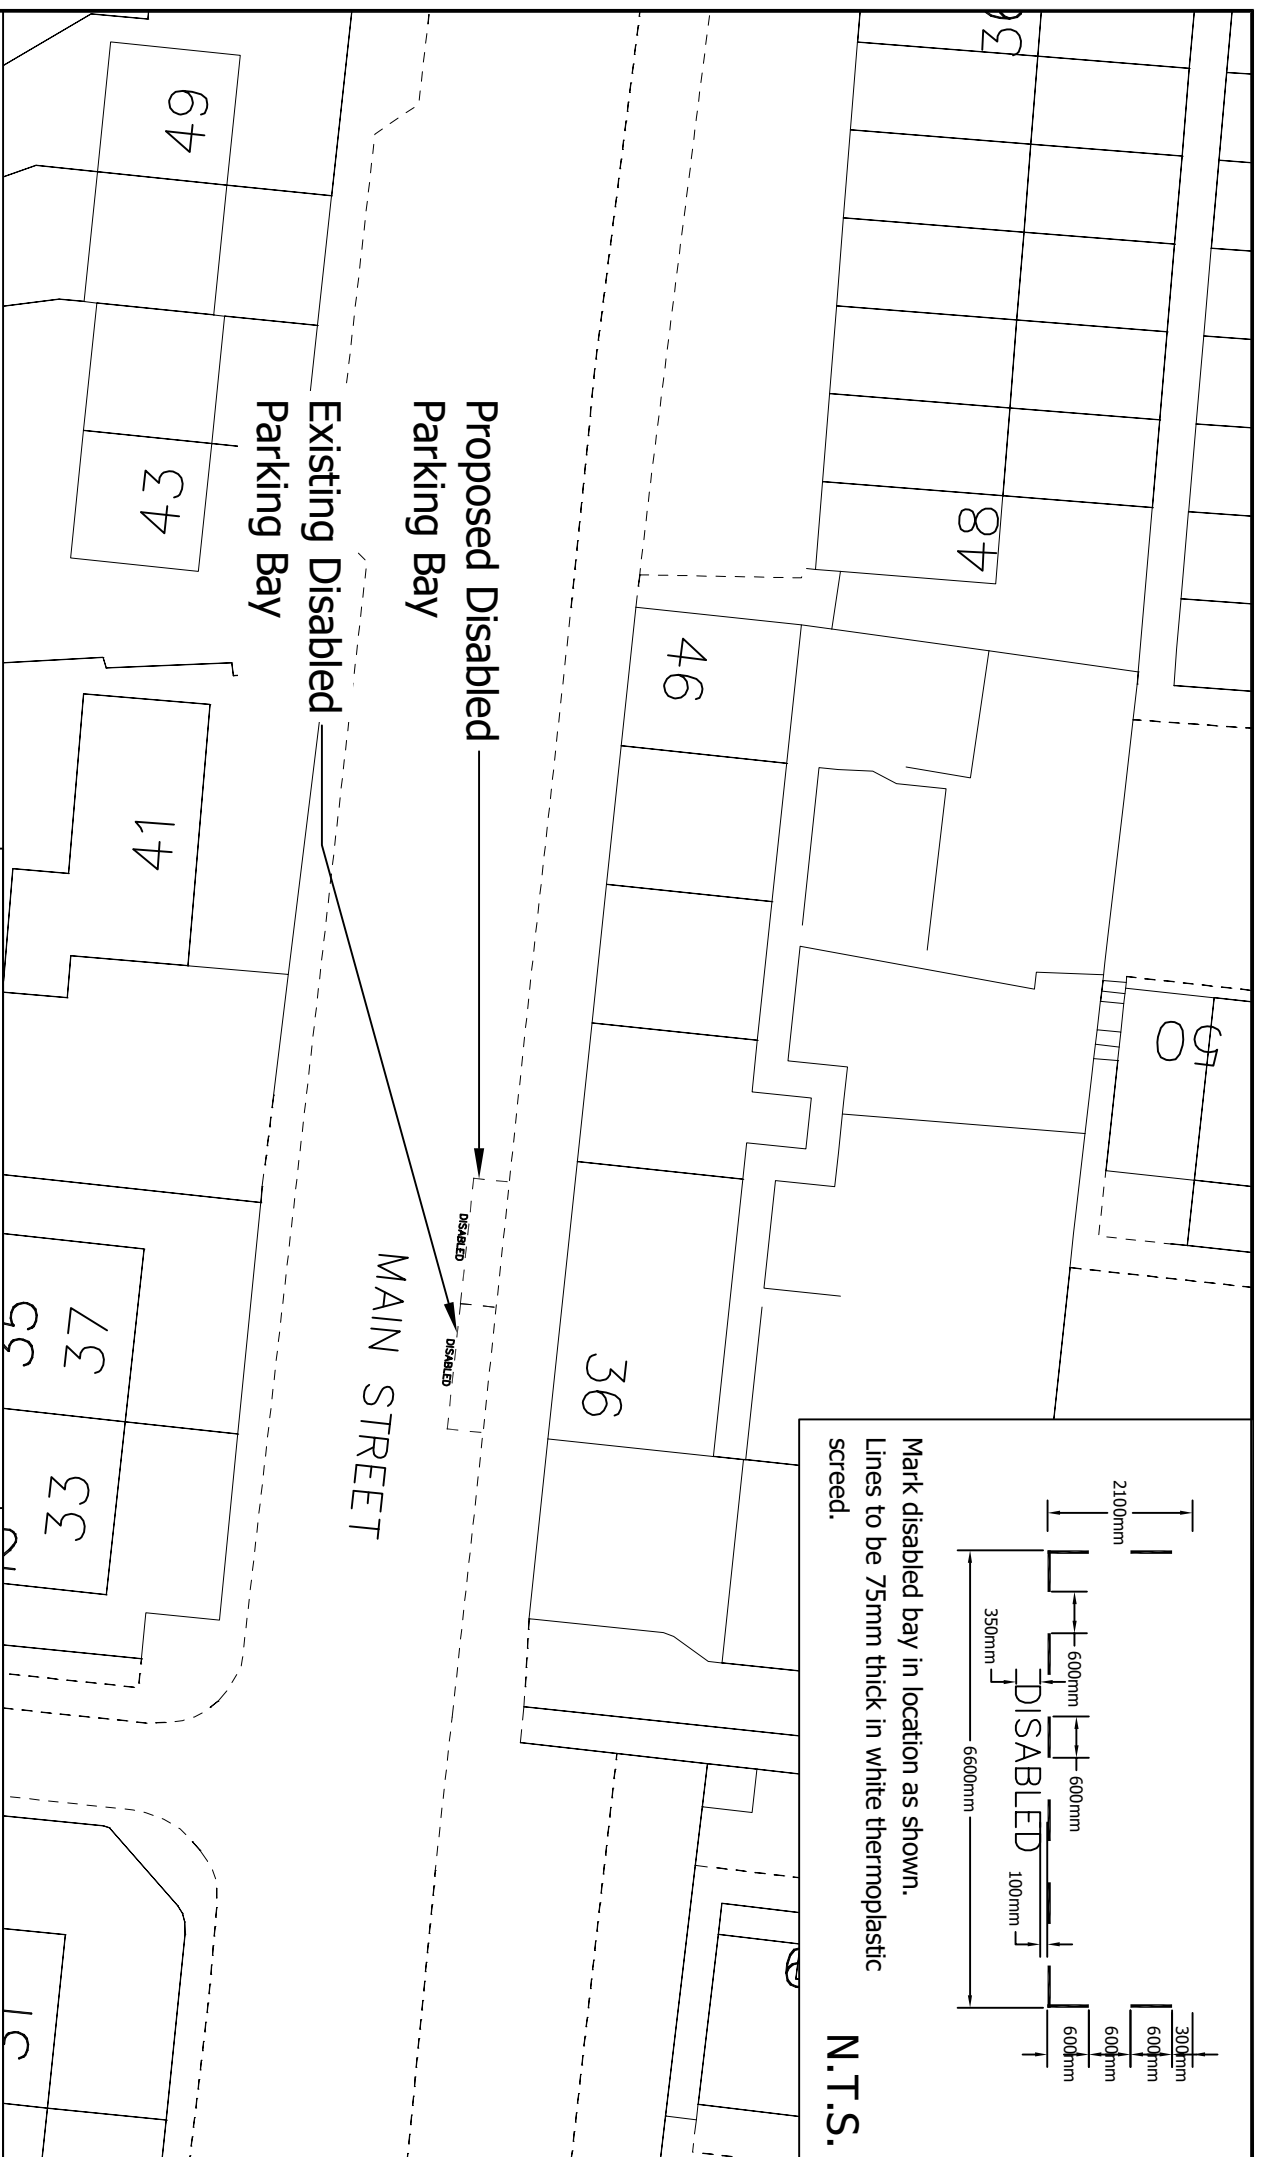 49
43
41
37
35
33
48
46
36
50
Proposed Disabled
Parking Bay
Existing Disabled
Parking Bay
DISABLED
DISABLED
MAIN STREET
2100mm
600mm
600mm
350mm
DISABLED
100mm
6600mm
300mm
600mm
600mm
600mm
Mark disabled bay in location as shown.
Lines to be 75mm thick in white thermoplastic
screed.
N.T.S.